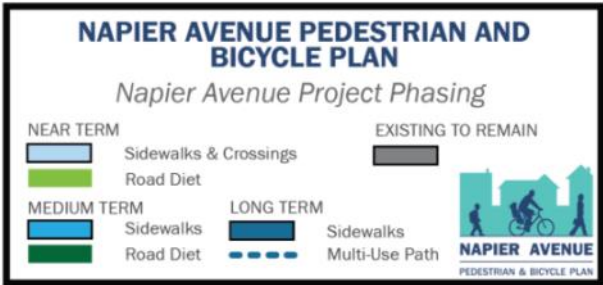 NAPIER AVENUE PEDESTRIAN AND
BICYCLE PLAN
Napier Avenue Project Phasing
NEAR TERM
Sidewalks & Crossings
Road Diet
EXISTING TO REMAIN
MEDIUM TERM
Sidewalks
Road Diet
LONG TERM
Sidewalks
Multi-Use Path
NAPIER AVENUE
PEDESTRIAN & BICYCLE PLAN